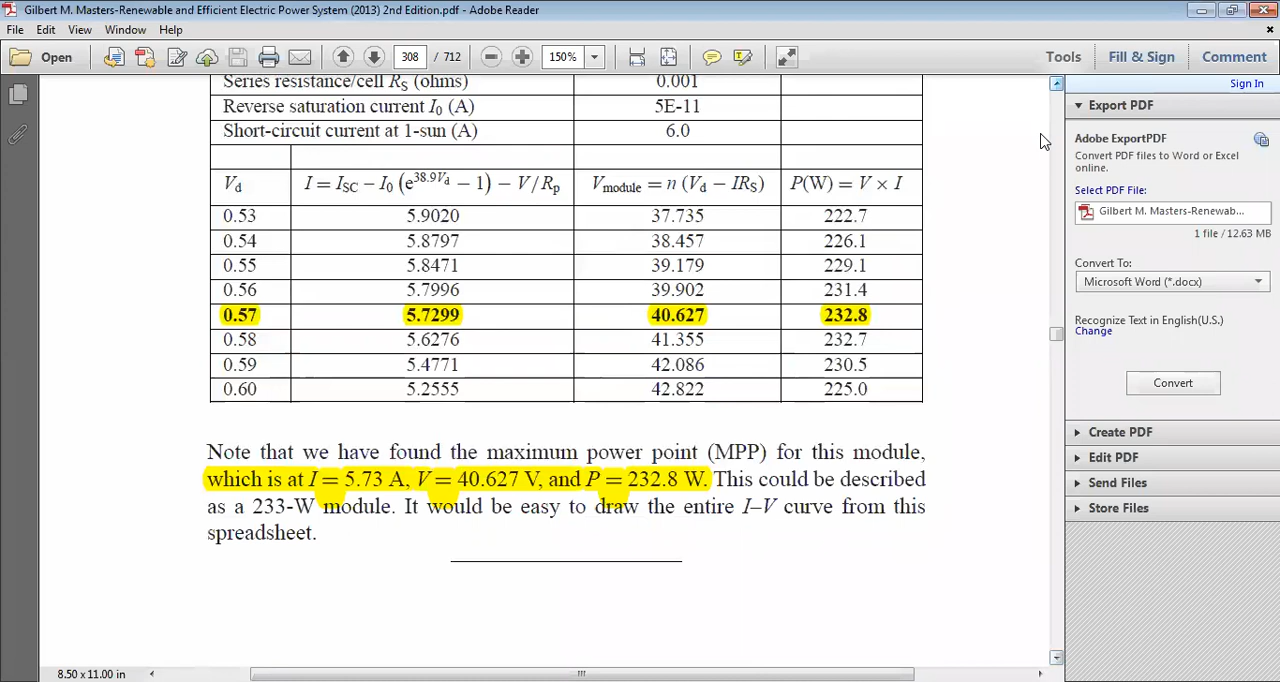 Gilbert M. Masters-Renewable and Efficient Electric Power System (2013) 2nd Edition.pdf - Adobe Reader
File Edit View Window Help
Open 308 / 712 150% Tools Fill & Sign Comment
Sign In
Export PDF
Adobe ExportPDF
Convert PDF files to Word or Excel
online.
Select PDF File:
Gilbert M. Masters-Renewab...
1 file / 12.63 MB
Convert To:
Microsoft Word (*.docx)
Recognize Text in English(U.S.)
Change
Convert
Create PDF
Edit PDF
Send Files
Store Files
Series resistance/cell R_S (ohms) 0.001
Reverse saturation current I_0 (A) 5E-11
Short-circuit current at 1-sun (A) 6.0
V_d I = I_SC − I_0 (e^38.9V_d − 1) − V/R_p V_module = n (V_d − IR_S) P(W) = V × I
0.53 5.9020 37.735 222.7
0.54 5.8797 38.457 226.1
0.55 5.8471 39.179 229.1
0.56 5.7996 39.902 231.4
0.57 5.7299 40.627 232.8
0.58 5.6276 41.355 232.7
0.59 5.4771 42.086 230.5
0.60 5.2555 42.822 225.0
Note that we have found the maximum power point (MPP) for this module,
which is at I = 5.73 A, V = 40.627 V, and P = 232.8 W. This could be described
as a 233-W module. It would be easy to draw the entire I–V curve from this
spreadsheet.
8.50 x 11.00 in